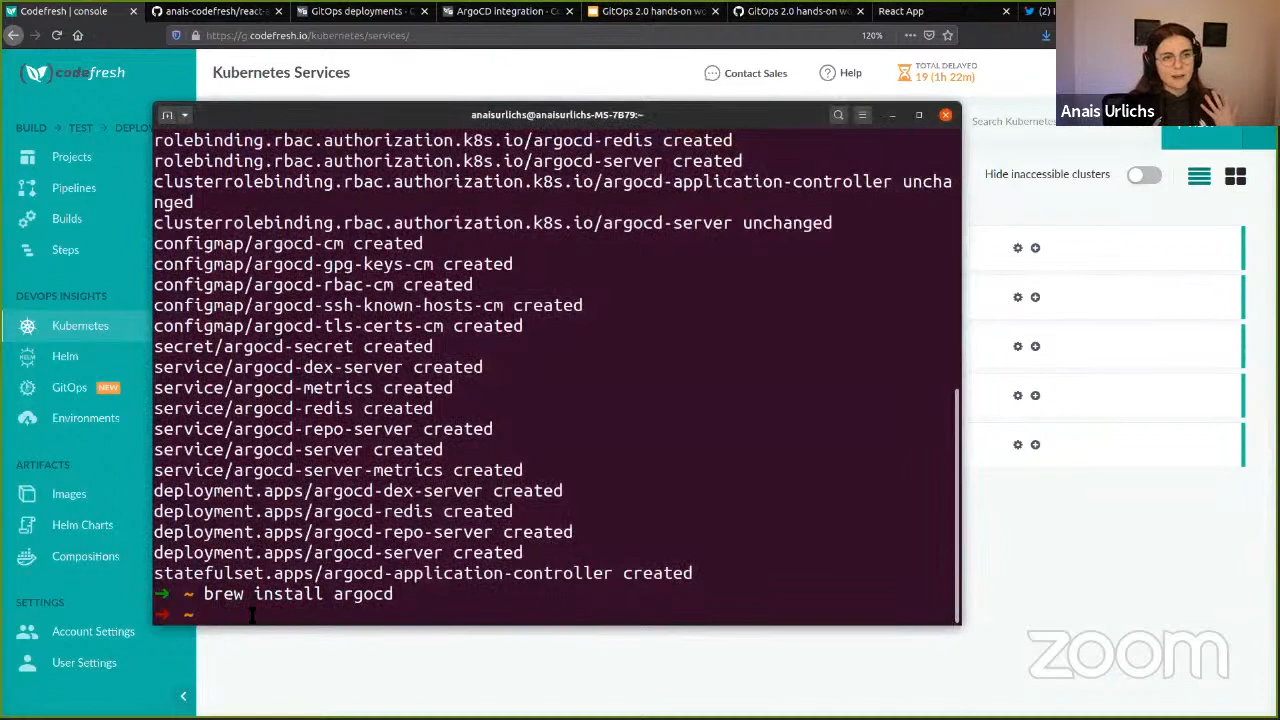 Codefresh | console
anais-codefresh/react-a
GitOps deployments · C
ArgoCD integration · C
GitOps 2.0 hands-on wo
GitOps 2.0 hands-on wo
React App
(2)
https://g.codefresh.io/kubernetes/services/
120%
codefresh
Kubernetes Services
Contact Sales
Help
TOTAL DELAYED
19 (1h 22m)
Anais Urlichs
BUILD → TEST → DEPLOY
Projects
Pipelines
Builds
Steps
DEVOPS INSIGHTS
Kubernetes
Helm
GitOps NEW
Environments
ARTIFACTS
Images
Helm Charts
Compositions
SETTINGS
Account Settings
User Settings
Search Kubernetes
Hide inaccessible clusters
anaisurlichs@anaisurlichs-MS-7B79:~
rolebinding.rbac.authorization.k8s.io/argocd-redis created
rolebinding.rbac.authorization.k8s.io/argocd-server created
clusterrolebinding.rbac.authorization.k8s.io/argocd-application-controller uncha
nged
clusterrolebinding.rbac.authorization.k8s.io/argocd-server unchanged
configmap/argocd-cm created
configmap/argocd-gpg-keys-cm created
configmap/argocd-rbac-cm created
configmap/argocd-ssh-known-hosts-cm created
configmap/argocd-tls-certs-cm created
secret/argocd-secret created
service/argocd-dex-server created
service/argocd-metrics created
service/argocd-redis created
service/argocd-repo-server created
service/argocd-server created
service/argocd-server-metrics created
deployment.apps/argocd-dex-server created
deployment.apps/argocd-redis created
deployment.apps/argocd-repo-server created
deployment.apps/argocd-server created
statefulset.apps/argocd-application-controller created
→ ~ brew install argocd
→ ~
zoom